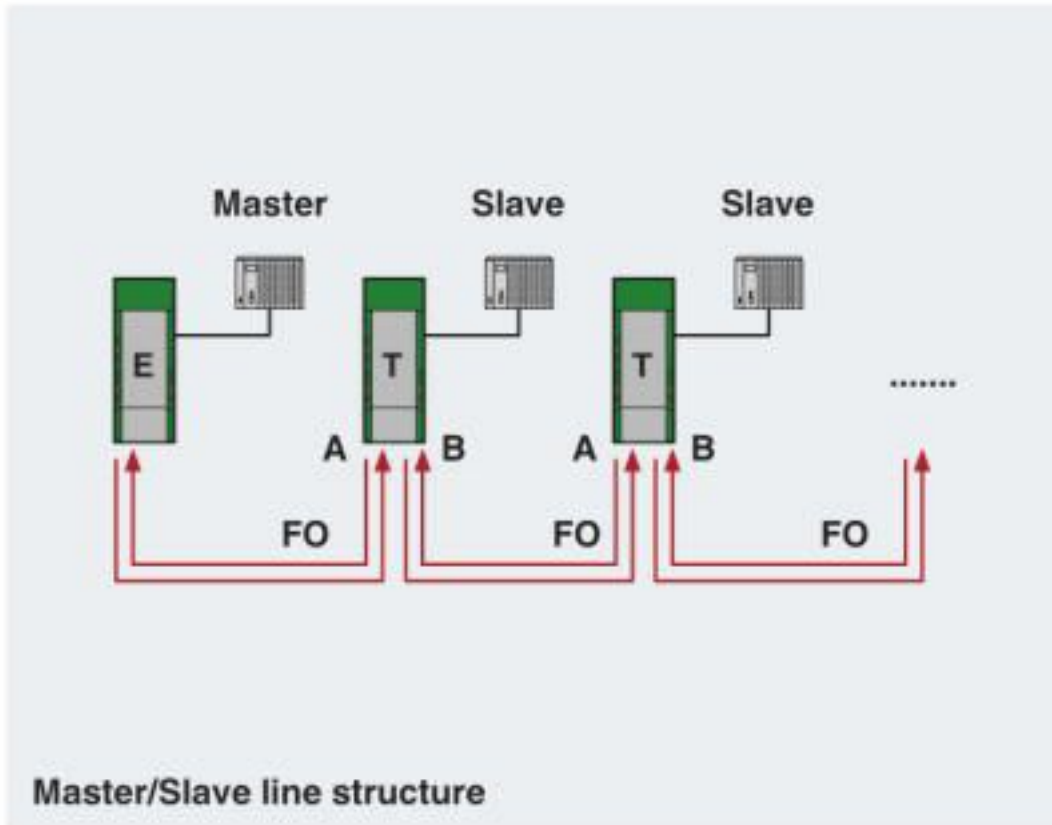 Master Slave Slave
E T T .......
A B A B
FO FO FO
Master/Slave line structure